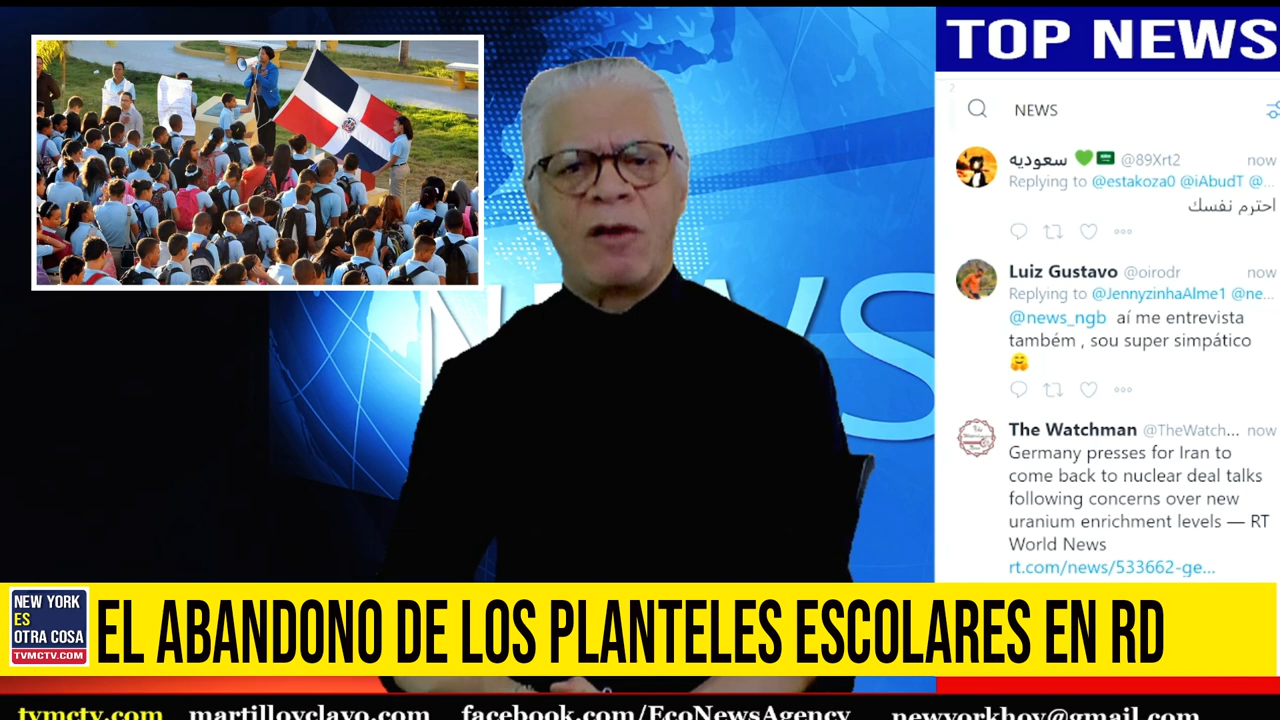 TOP NEWS
NEWS
سعوديه 💚🇸🇦 @89Xrt2 now
Replying to @estakoza0 @iAbudT @...
احترم نفسك
Luiz Gustavo @oirodr now
Replying to @JennyzinhaAlme1 @ne...
@news_ngb aí me entrevista
também , sou super simpático
🤗
The Watchman @TheWatch... now
Germany presses for Iran to
come back to nuclear deal talks
following concerns over new
uranium enrichment levels — RT
World News
rt.com/news/533662-ge...
NEWS
NEW YORK
ES
OTRA COSA
TVMCTV.COM
EL ABANDONO DE LOS PLANTELES ESCOLARES EN RD
tvmctv.com martilloyclavo.com facebook.com/EcoNewsAgency newyorkhoy@gmail.com